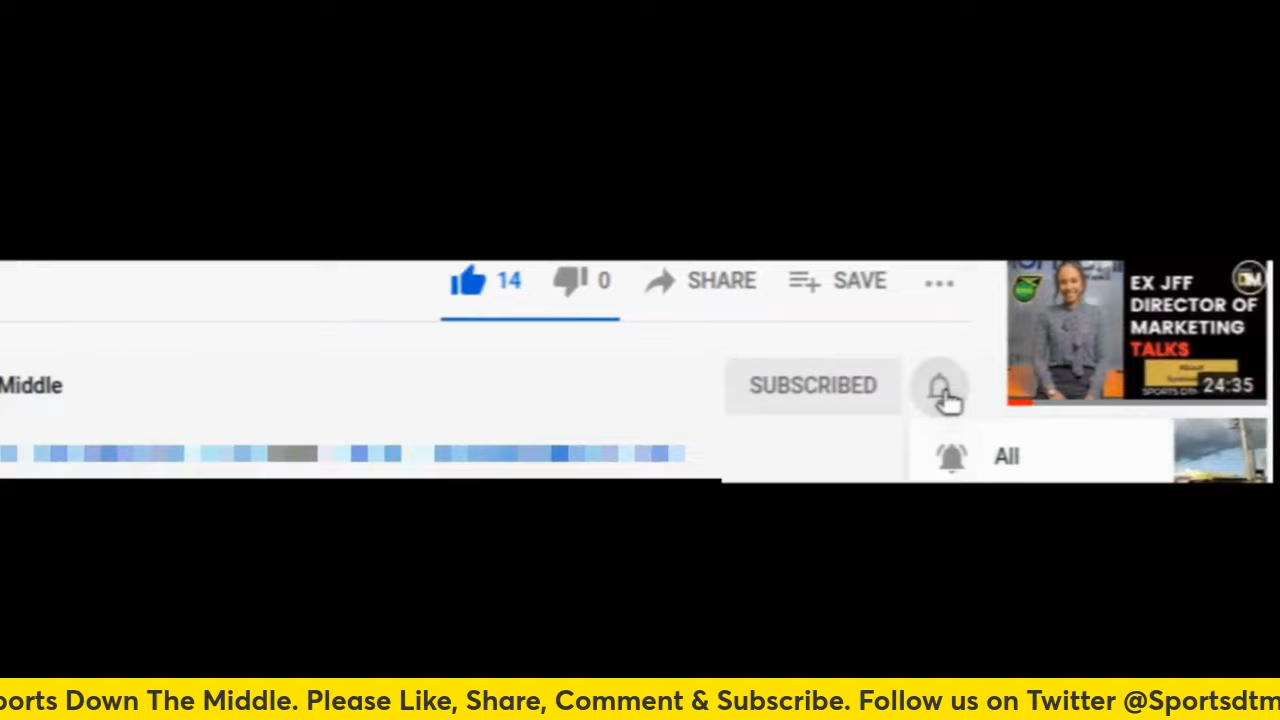 14 0 SHARE SAVE
EX JFF
DIRECTOR OF
MARKETING
TALKS
24:35
Middle
SUBSCRIBED
All
ports Down The Middle. Please Like, Share, Comment & Subscribe. Follow us on Twitter @Sportsdtm